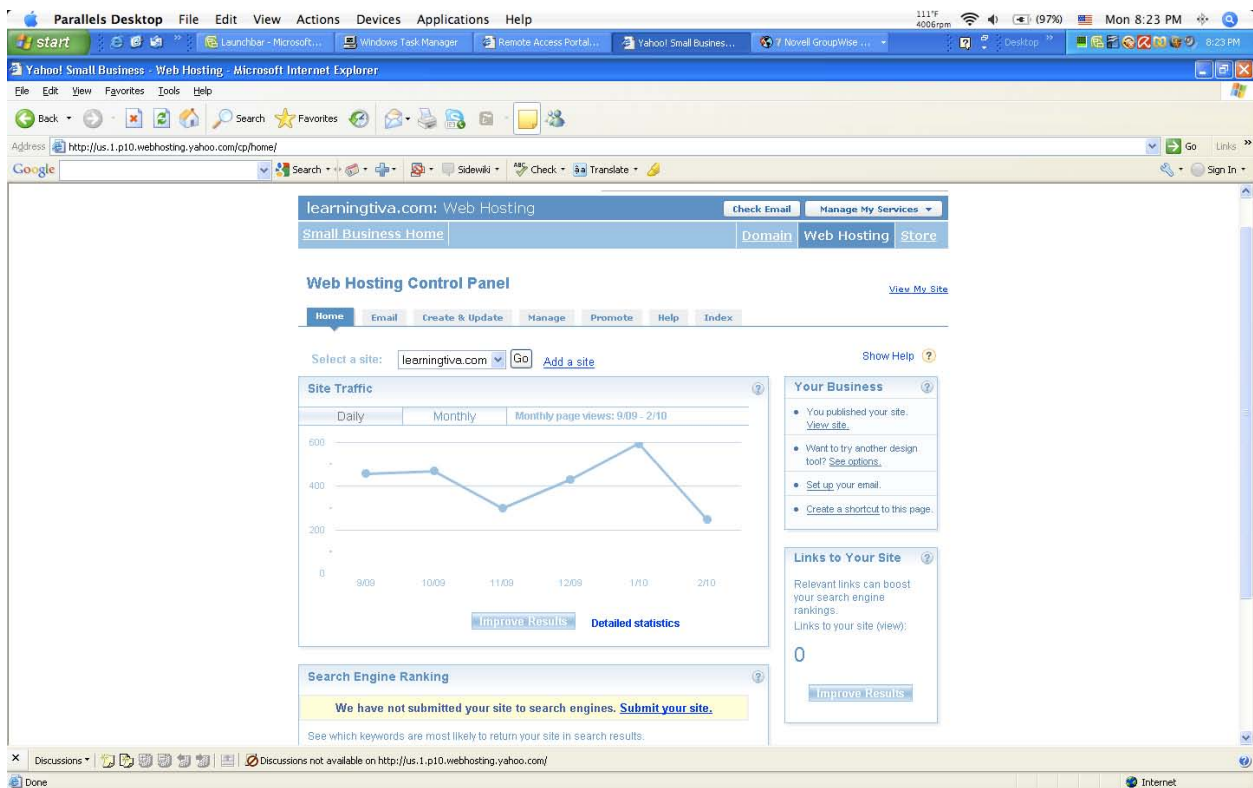 Parallels Desktop File Edit View Actions Devices Applications Help 111°F 4006rpm (97%) Mon 8:23 PM
start Launchbar - Microsoft... Windows Task Manager Remote Access Portal... Yahoo! Small Busines... 7 Novell GroupWise ... Desktop 8:23 PM
Yahoo! Small Business - Web Hosting - Microsoft Internet Explorer
File Edit View Favorites Tools Help
Back Search Favorites
Address http://us.1.p10.webhosting.yahoo.com/cp/home/ Go Links
Google Search Sidewiki Check Translate Sign In
learningtiva.com: Web Hosting Check Email Manage My Services
Small Business Home Domain Web Hosting Store
Web Hosting Control Panel View My Site
Home Email Create & Update Manage Promote Help Index
Select a site: learningtiva.com Go Add a site Show Help ?
Site Traffic ?
Daily Monthly Monthly page views: 9/09 - 2/10
600
400
200
0
9/09 10/09 11/09 12/09 1/10 2/10
Improve Results Detailed statistics
Your Business ?
You published your site.
View site.
Want to try another design
tool? See options.
Set up your email.
Create a shortcut to this page.
Links to Your Site ?
Relevant links can boost
your search engine
rankings.
Links to your site (view):
0
Improve Results
Search Engine Ranking ?
We have not submitted your site to search engines. Submit your site.
See which keywords are most likely to return your site in search results.
Discussions Discussions not available on http://us.1.p10.webhosting.yahoo.com/
Done Internet